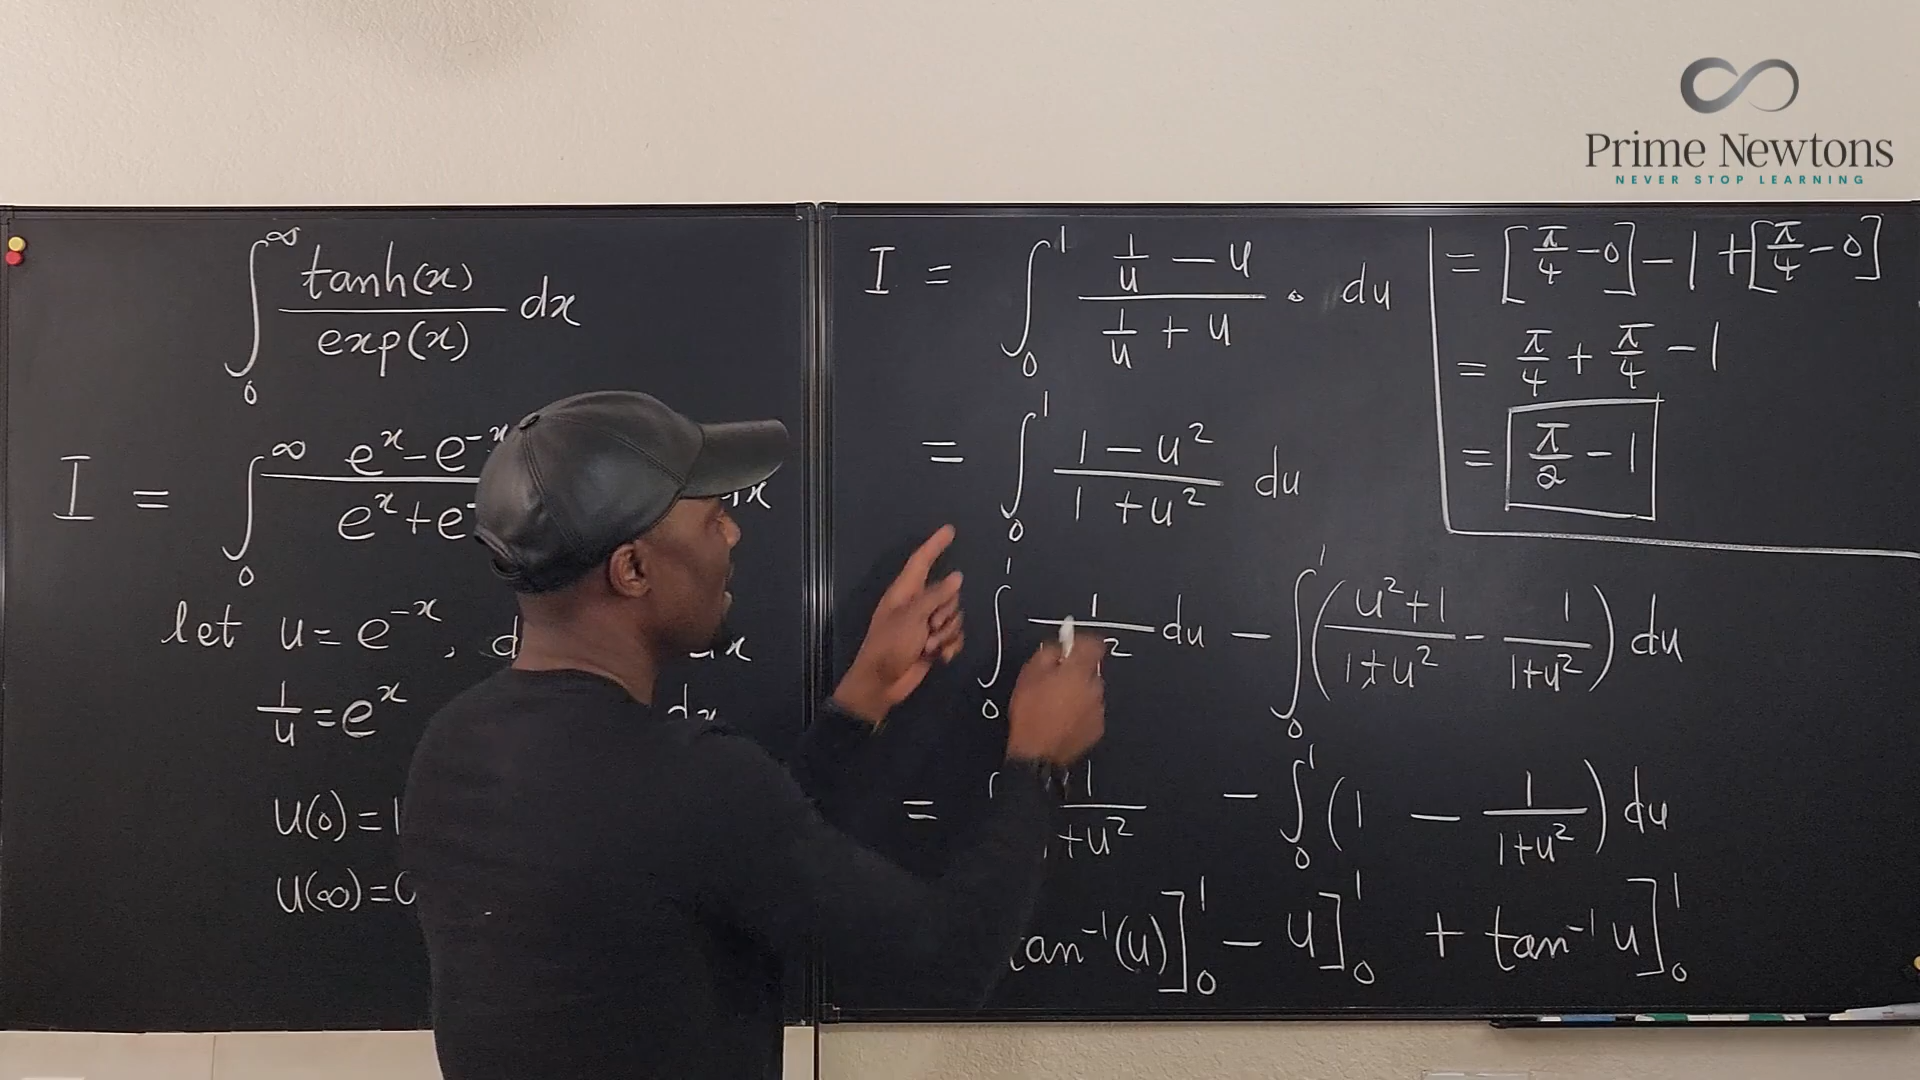 Prime Newtons
NEVER STOP LEARNING
∫₀^∞ tanh(x)/exp(x) dx
I = ∫₀^∞ (eˣ − e⁻ˣ)/(eˣ + e⁻
let u = e⁻ˣ,
1/u = eˣ
u(0) = 1
u(∞) = 0
I = ∫₀¹ (1/u − u)/(1/u + u) · du
= ∫₀¹ (1 − u²)/(1 + u²) du
∫₀¹ 1/ du − ∫₀¹ ((u² + 1)/(1 + u²) − 1/(1 + u²)) du
= 1/ +u² − ∫₀¹ (1 − 1/(1 + u²)) du
tan⁻¹(u)]₀¹ − u]₀¹ + tan⁻¹ u]₀¹
= [π/4 − 0] − 1 + [π/4 − 0]
= π/4 + π/4 − 1
= π/2 − 1